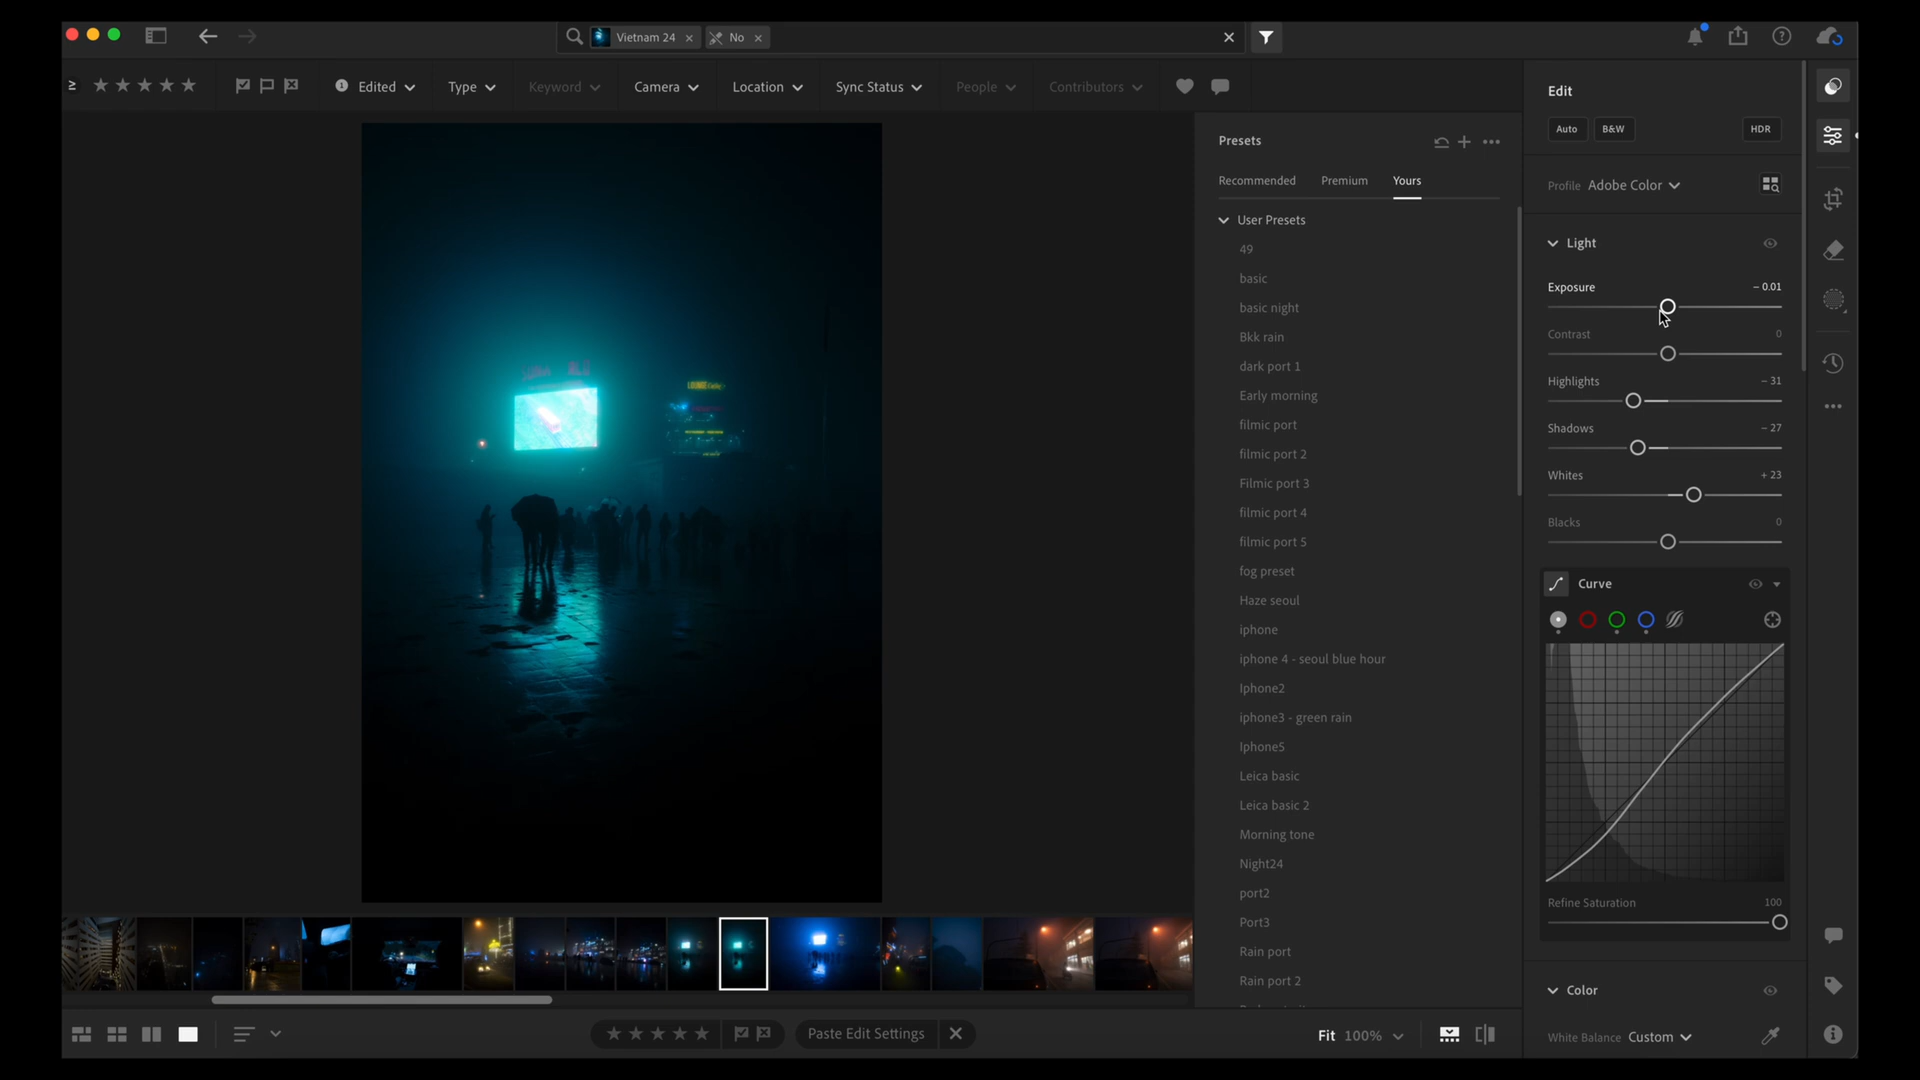 Vietnam 24 × No ×
≥ Edited Type Keyword Camera Location Sync Status People Contributors
Presets
Recommended Premium Yours
User Presets
49
basic
basic night
Bkk rain
dark port 1
Early morning
filmic port
filmic port 2
Filmic port 3
filmic port 4
filmic port 5
fog preset
Haze seoul
iphone
iphone 4 - seoul blue hour
Iphone2
iphone3 - green rain
Iphone5
Leica basic
Leica basic 2
Morning tone
Night24
port2
Port3
Rain port
Rain port 2
Edit
Auto B&W HDR
Profile Adobe Color
Light
Exposure – 0.01
Contrast 0
Highlights – 31
Shadows – 27
Whites + 23
Blacks 0
Curve
Refine Saturation 100
Color
White Balance Custom
Paste Edit Settings
Fit 100%
LOUNGE